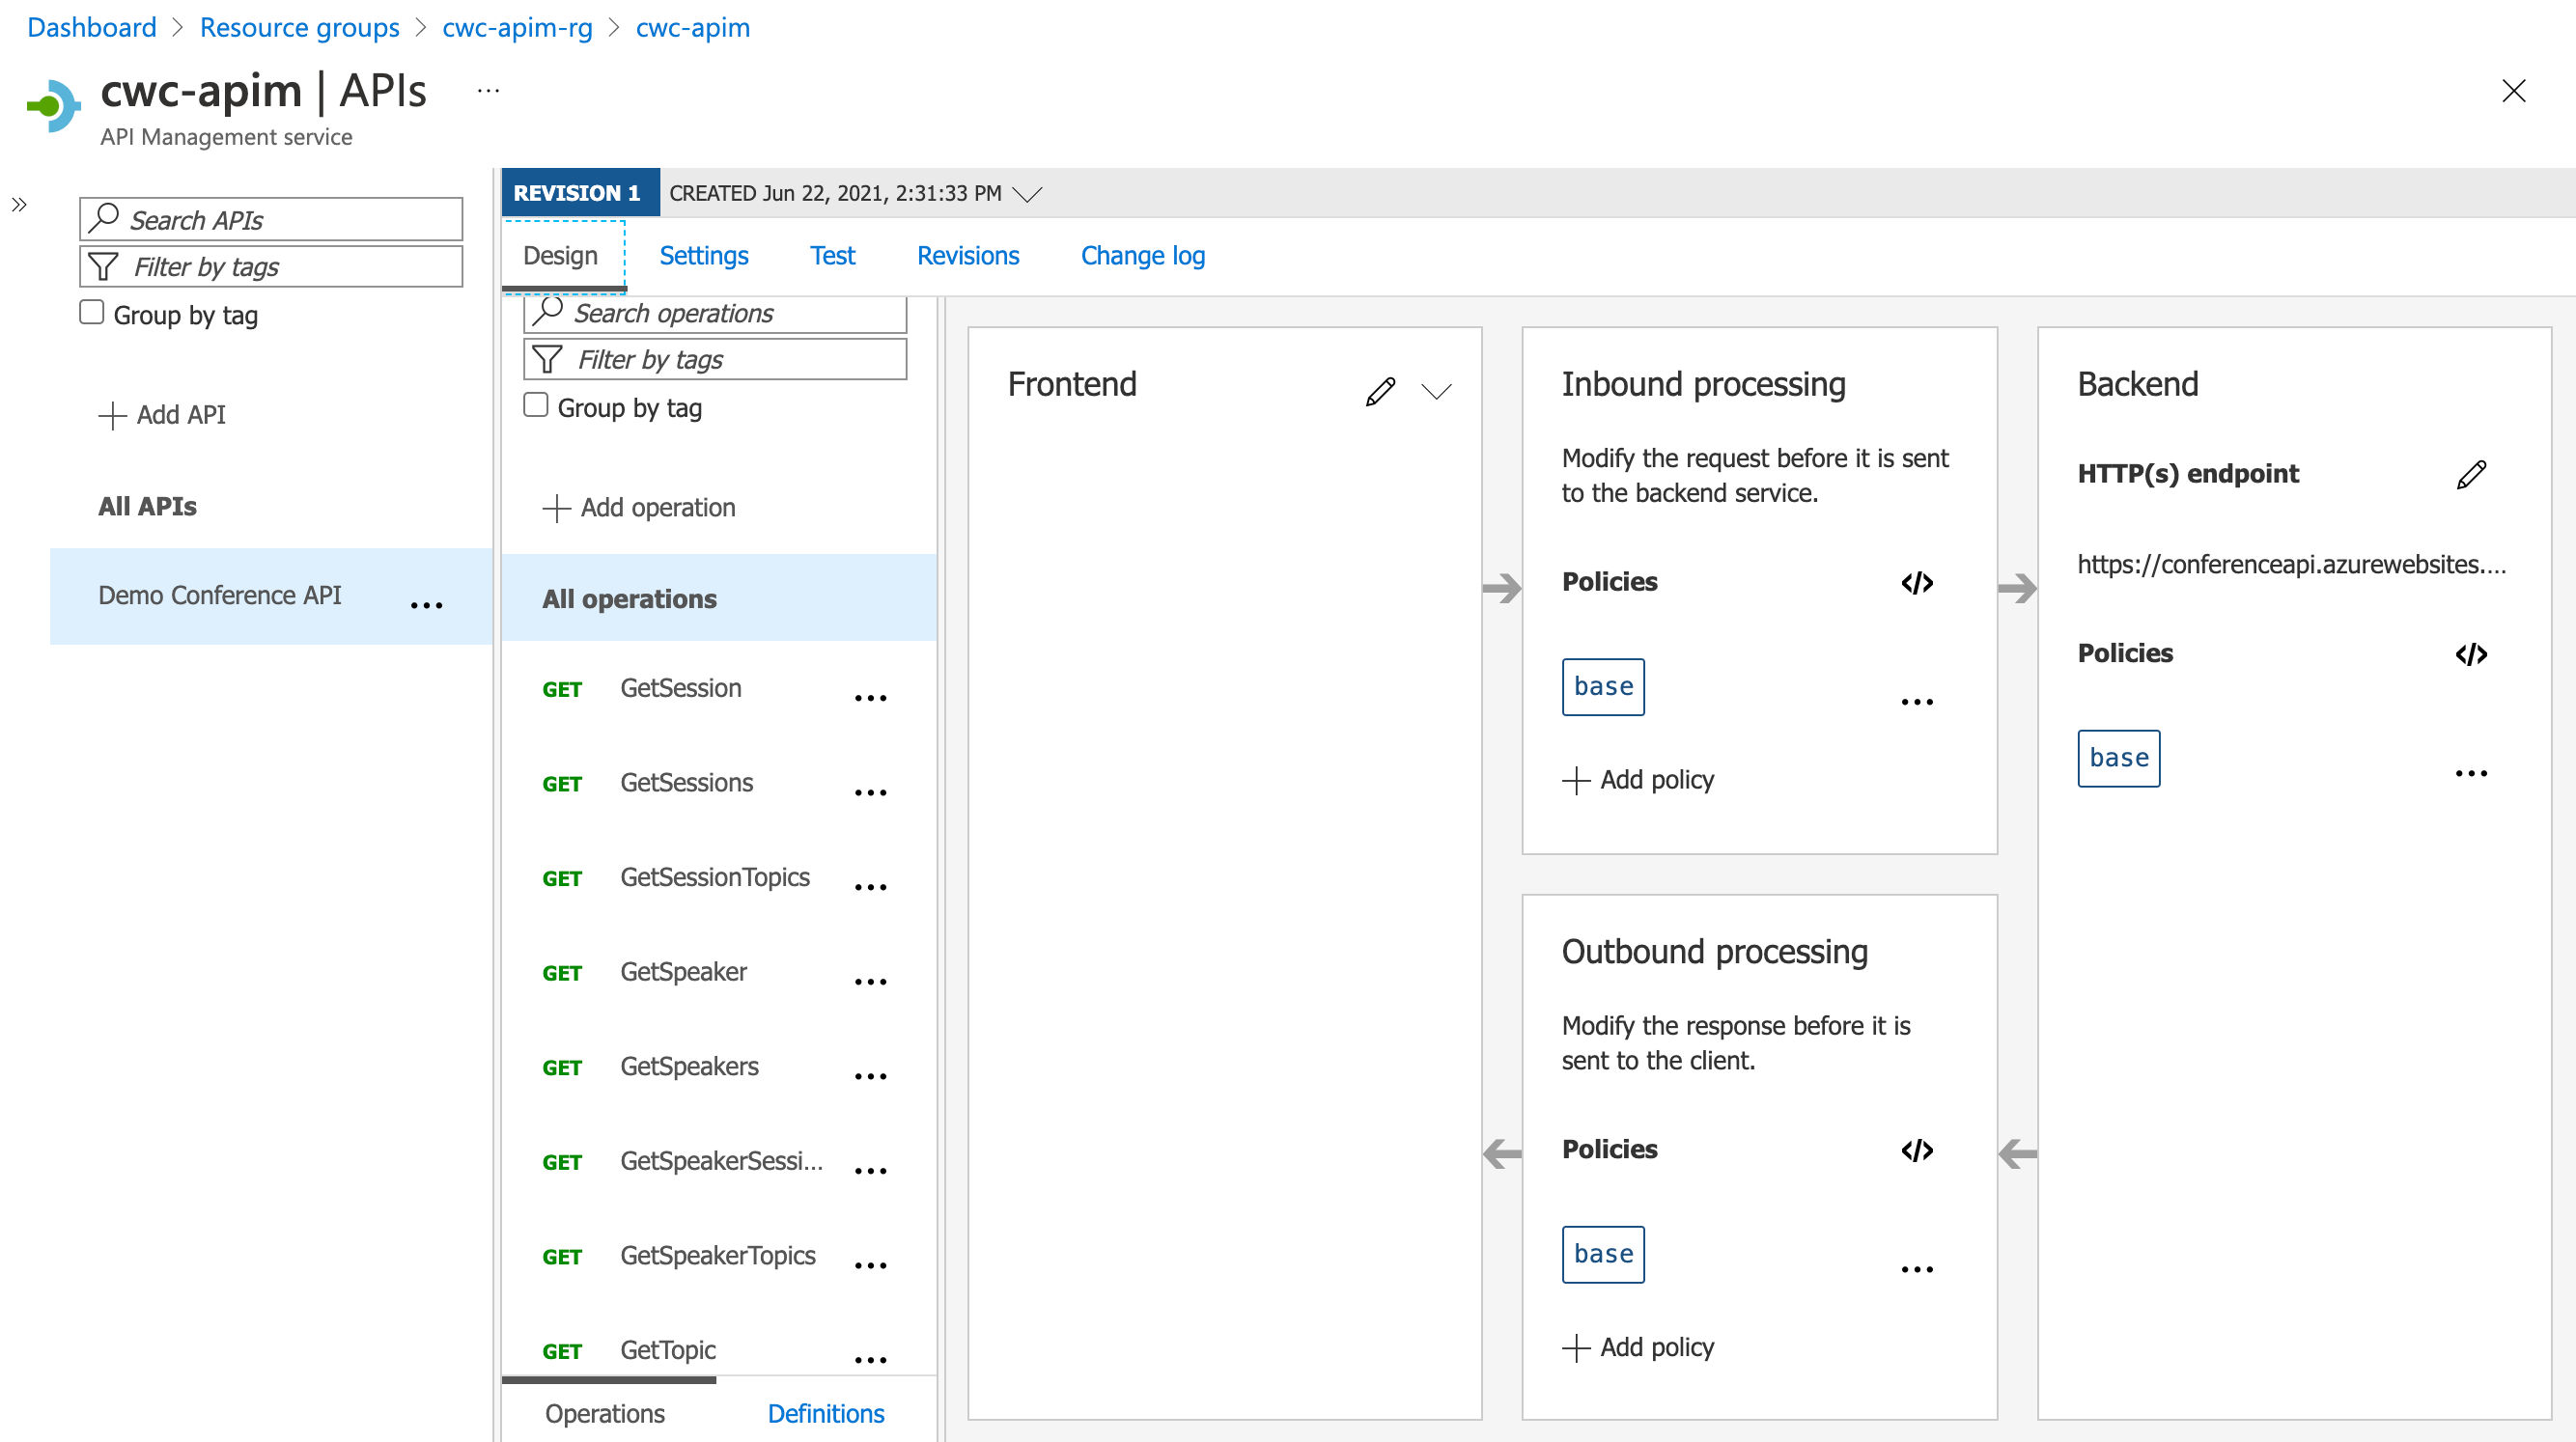 Dashboard > Resource groups > cwc-apim-rg > cwc-apim
cwc-apim | APIs ...
API Management service
Search APIs
Filter by tags
Group by tag
Add API
All APIs
Demo Conference API
REVISION 1 CREATED Jun 22, 2021, 2:31:33 PM
Design Settings Test Revisions Change log
Search operations
Filter by tags
Group by tag
Add operation
All operations
GET GetSession
GET GetSessions
GET GetSessionTopics
GET GetSpeaker
GET GetSpeakers
GET GetSpeakerSessi...
GET GetSpeakerTopics
GET GetTopic
Operations Definitions
Frontend
Inbound processing
Modify the request before it is sent
to the backend service.
Policies </>
base
Add policy
Outbound processing
Modify the response before it is
sent to the client.
Policies </>
base
Add policy
Backend
HTTP(s) endpoint
https://conferenceapi.azurewebsites....
Policies </>
base